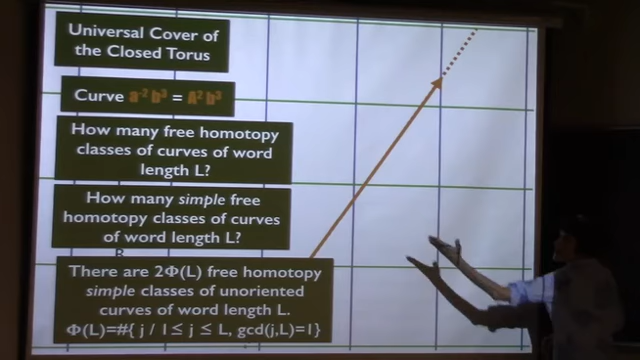 Universal Cover of
the Closed Torus
Curve a⁻² b³ = A² b³
How many free homotopy
classes of curves of word
length L?
How many simple free
homotopy classes of curves
of word length L?
There are 2Φ(L) free homotopy
simple classes of unoriented
curves of word length L.
Φ(L)=#{ j / 1≤ j ≤ L, gcd(j,L)=1}